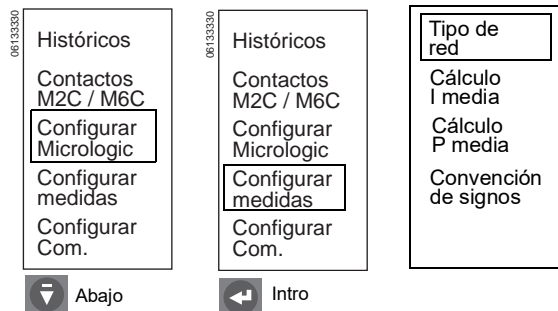 06133330
Históricos
Contactos
M2C / M6C
Configurar
Micrologic
Configurar
medidas
Configurar
Com.
Abajo
06133330
Históricos
Contactos
M2C / M6C
Configurar
Micrologic
Configurar
medidas
Configurar
Com.
Intro
Tipo de
red
Cálculo
I media
Cálculo
P media
Convención
de signos